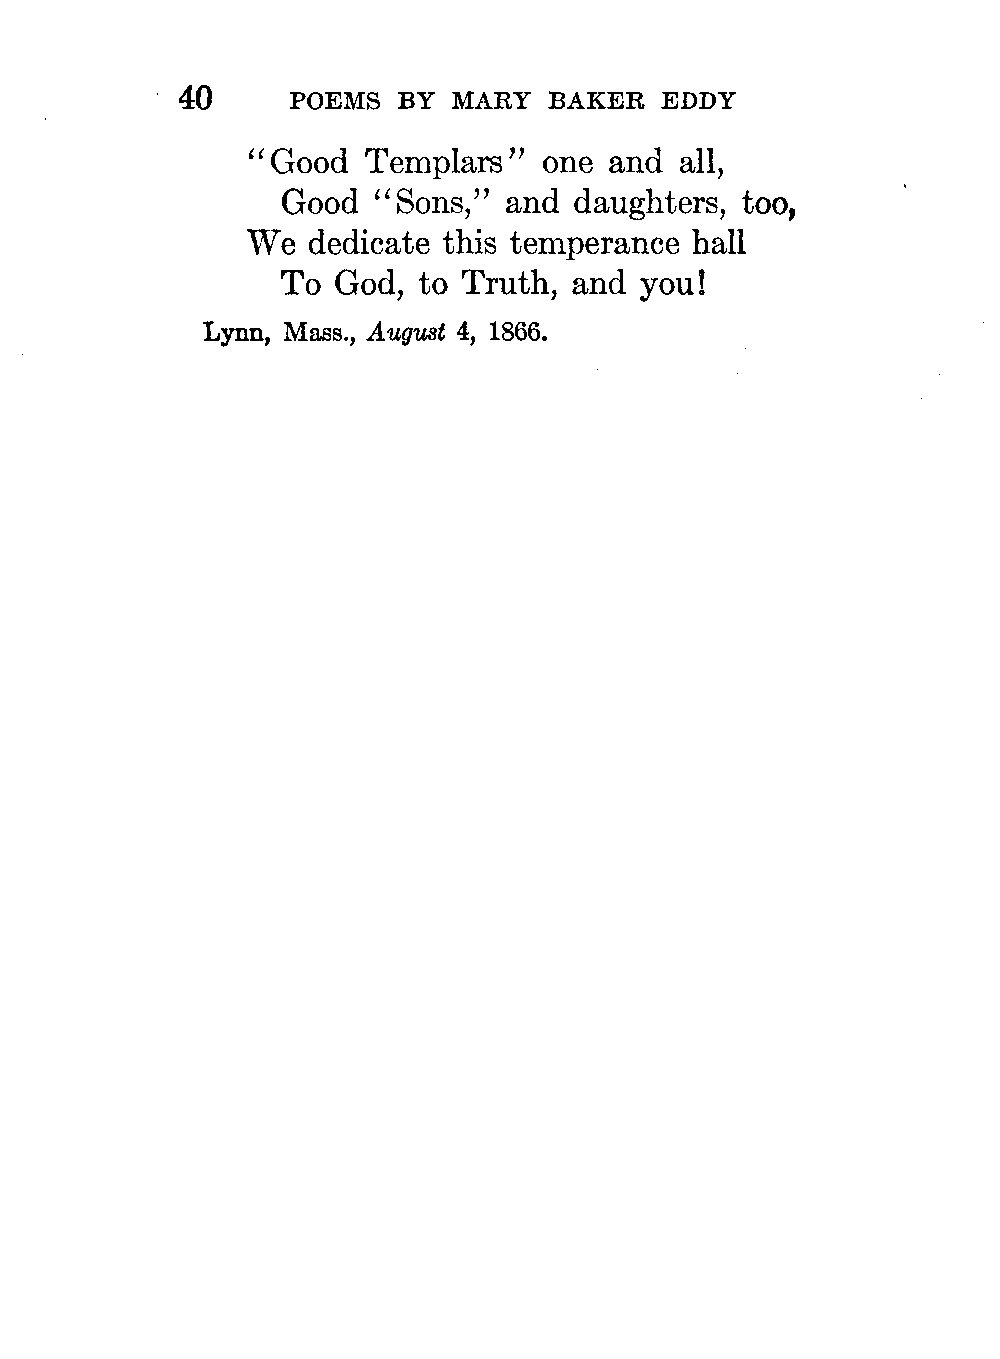 40 POEMS BY MARY BAKER EDDY
“Good Templars” one and all,
Good “Sons,” and daughters, too,
We dedicate this temperance hall
To God, to Truth, and you!
Lynn, Mass., August 4, 1866.